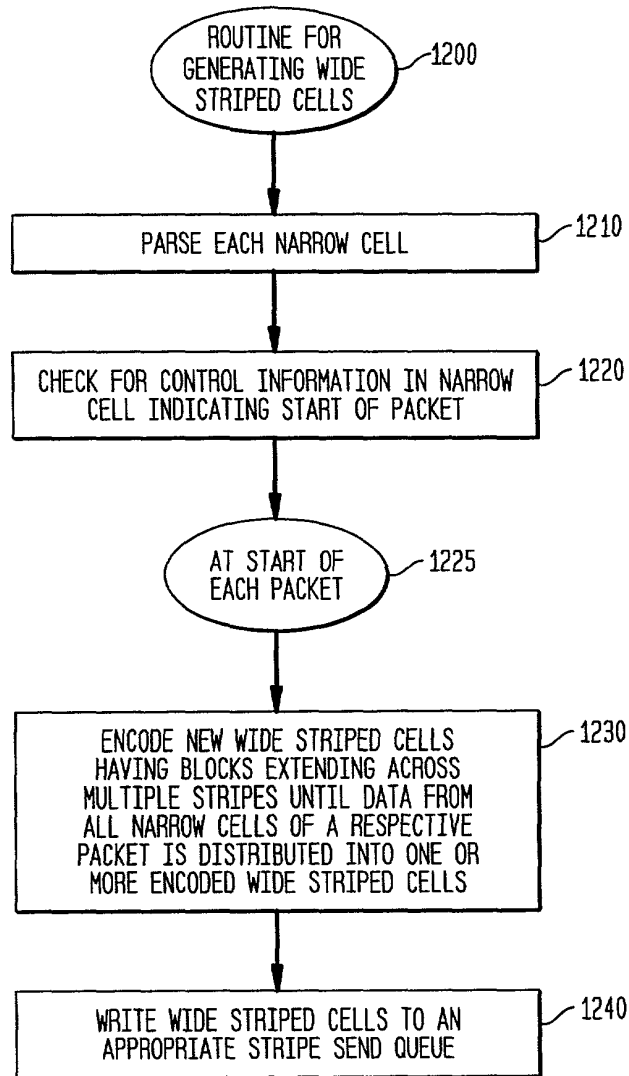 ROUTINE FOR
GENERATING WIDE
STRIPED CELLS
1200
PARSE EACH NARROW CELL
1210
CHECK FOR CONTROL INFORMATION IN NARROW
CELL INDICATING START OF PACKET
1220
AT START OF
EACH PACKET
1225
ENCODE NEW WIDE STRIPED CELLS
HAVING BLOCKS EXTENDING ACROSS
MULTIPLE STRIPES UNTIL DATA FROM
ALL NARROW CELLS OF A RESPECTIVE
PACKET IS DISTRIBUTED INTO ONE OR
MORE ENCODED WIDE STRIPED CELLS
1230
WRITE WIDE STRIPED CELLS TO AN
APPROPRIATE STRIPE SEND QUEUE
1240